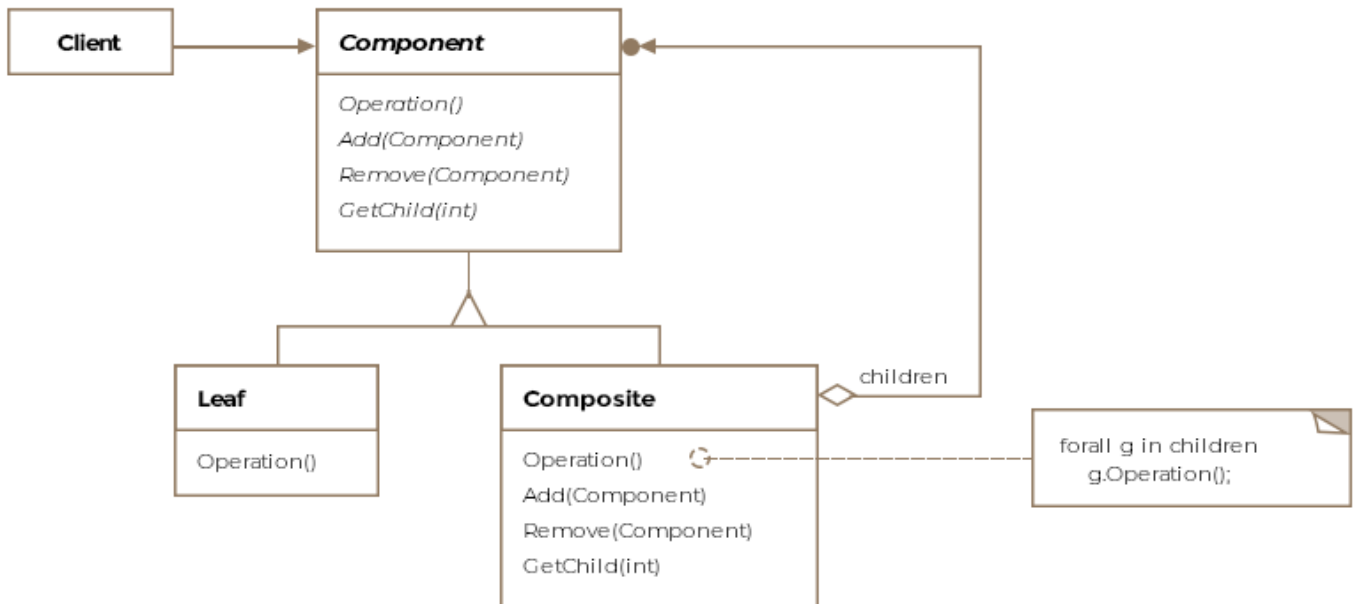 Client
Component
Operation()
Add(Component)
Remove(Component)
GetChild(int)
Leaf
Operation()
Composite
Operation()
Add(Component)
Remove(Component)
GetChild(int)
children
forall g in children
g.Operation();